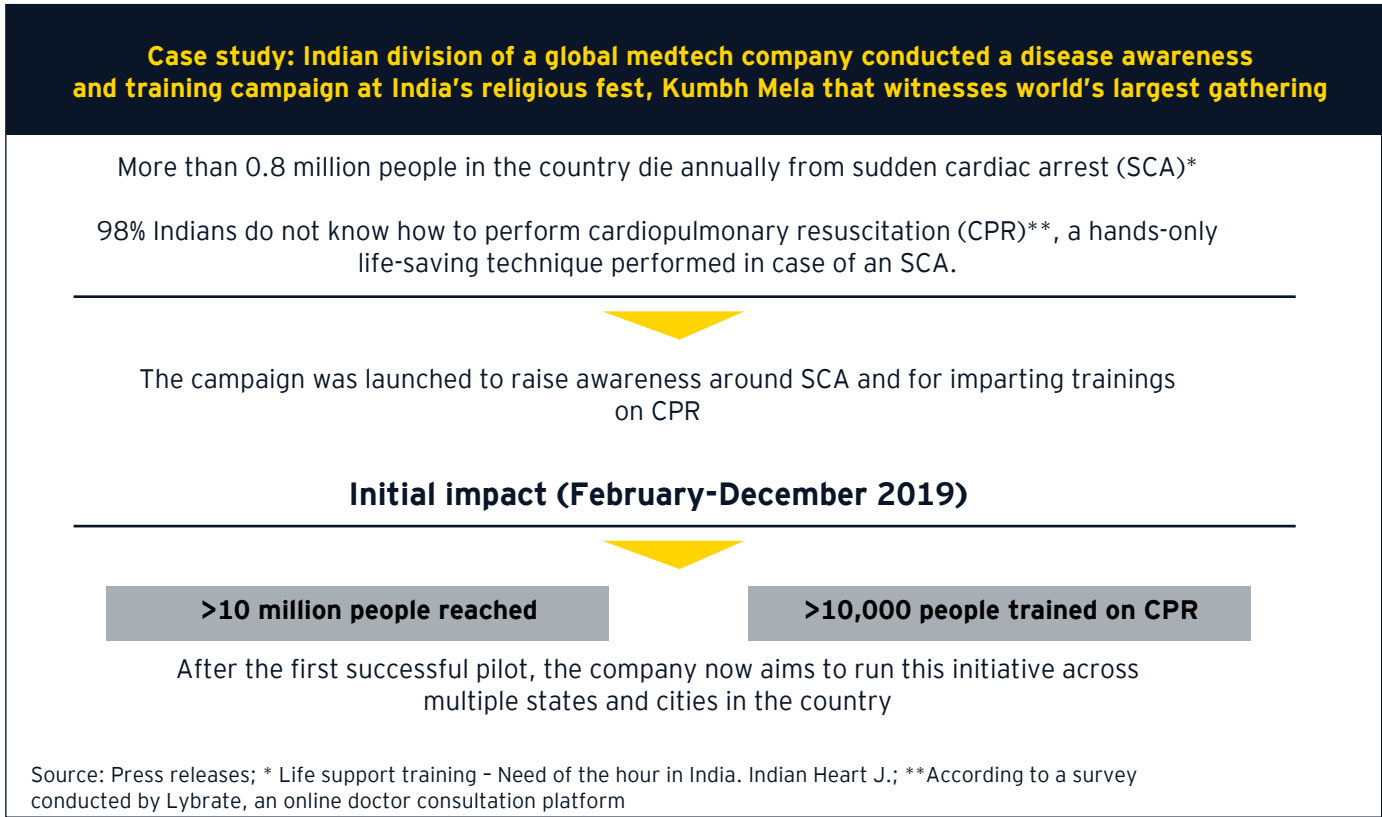 Case study: Indian division of a global medtech company conducted a disease awareness
and training campaign at India's religious fest, Kumbh Mela that witnesses world's largest gathering
More than 0.8 million people in the country die annually from sudden cardiac arrest (SCA)*
98% Indians do not know how to perform cardiopulmonary resuscitation (CPR)**, a hands-only
life-saving technique performed in case of an SCA.
The campaign was launched to raise awareness around SCA and for imparting trainings
on CPR
Initial impact (February-December 2019)
>10 million people reached
>10,000 people trained on CPR
After the first successful pilot, the company now aims to run this initiative across
multiple states and cities in the country
Source: Press releases; * Life support training – Need of the hour in India. Indian Heart J.; **According to a survey
conducted by Lybrate, an online doctor consultation platform